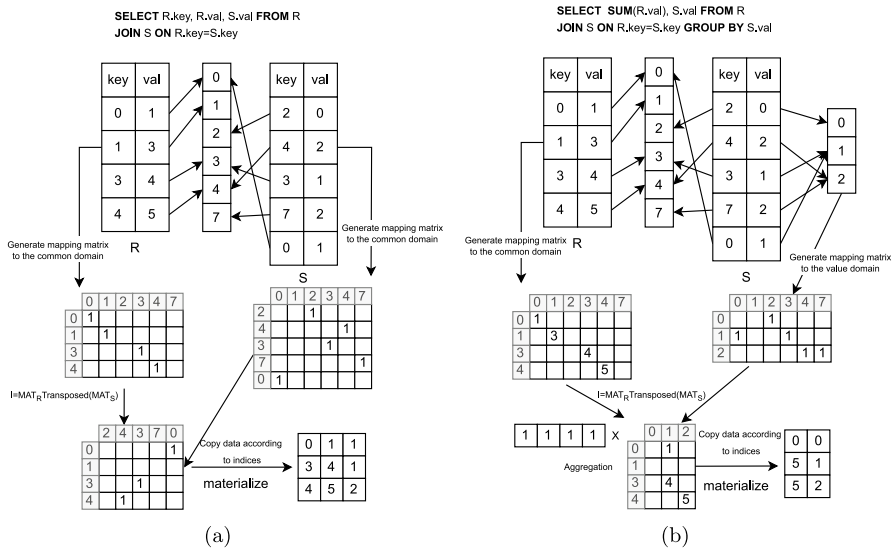 SELECT R.key, R.val, S.val FROM R
JOIN S ON R.key=S.key
key val
0 1
1 3
3 4
4 5
R
0
1
2
3
4
7
key val
2 0
4 2
3 1
7 2
0 1
S
Generate mapping matrix
to the common domain
Generate mapping matrix
to the common domain
0 1 2 3 4 7
0 1
1 1
3 1
4 1
0 1 2 3 4 7
2 1
4 1
3 1
7 1
0 1
I=MATRTransposed(MATS)
2 4 3 7 0
0 1
1
3 1
4 1
Copy data according
to indices
materialize
0 1 1
3 4 1
4 5 2
(a)
SELECT SUM(R.val), S.val FROM R
JOIN S ON R.key=S.key GROUP BY S.val
key val
0 1
1 3
3 4
4 5
R
0
1
2
3
4
7
key val
2 0
4 2
3 1
7 2
0 1
S
0
1
2
Generate mapping matrix
to the common domain
Generate mapping matrix
to the value domain
0 1 2 3 4 7
0 1
1 3
3 4
4 5
0 1 2 3 4 7
0 1
1 1 1
2 1 1
I=MATRTransposed(MATS)
1 1 1 1 X
Aggregation
0 1 2
0 1
1
3 4
4 5
Copy data according
to indices
materialize
0 0
5 1
5 2
(b)